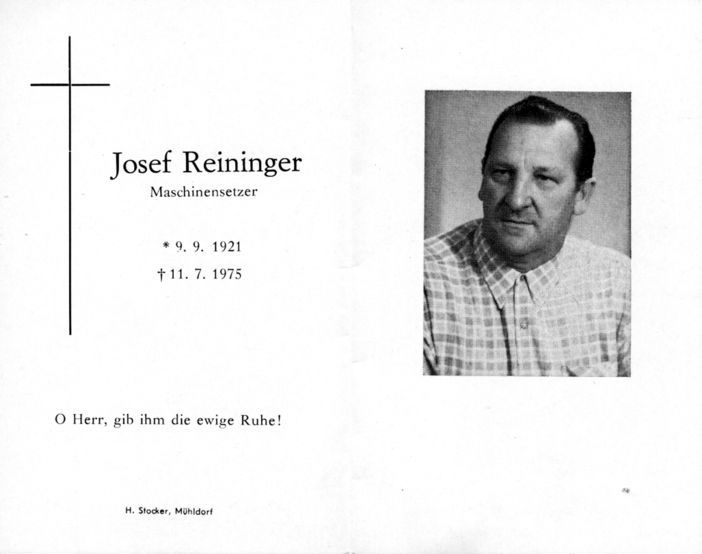 Josef Reininger
Maschinensetzer
* 9. 9. 1921
† 11. 7. 1975
O Herr, gib ihm die ewige Ruhe!
H. Stocker, Mühldorf